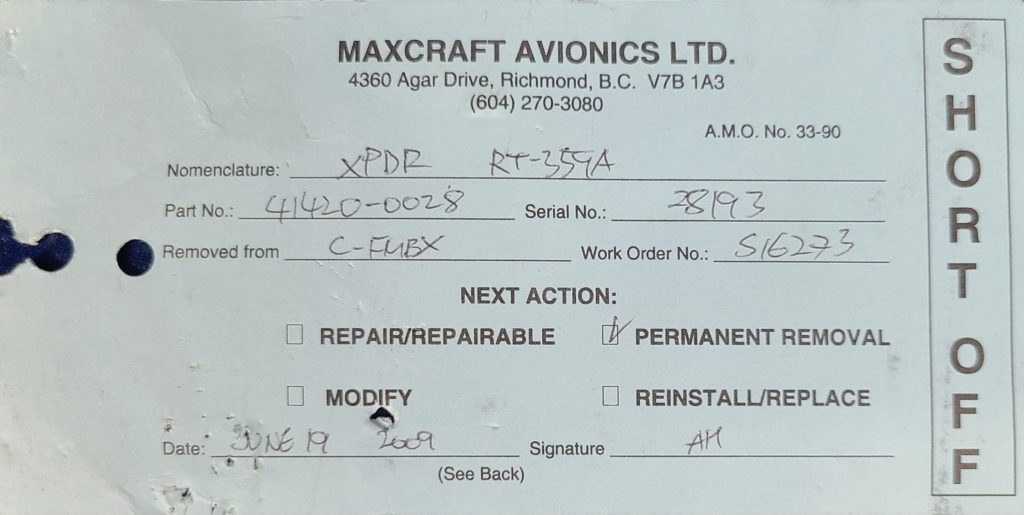 MAXCRAFT AVIONICS LTD.
4360 Agar Drive, Richmond, B.C. V7B 1A3
(604) 270-3080
A.M.O. No. 33-90
Nomenclature: XPDR RT-359A
Part No.: 41420-0028 Serial No.: 28193
Removed from C-FMBX Work Order No.: S16273
NEXT ACTION:
REPAIR/REPAIRABLE PERMANENT REMOVAL
MODIFY REINSTALL/REPLACE
Date: JUNE 19 2009 Signature AH
(See Back)
SHORT OFF